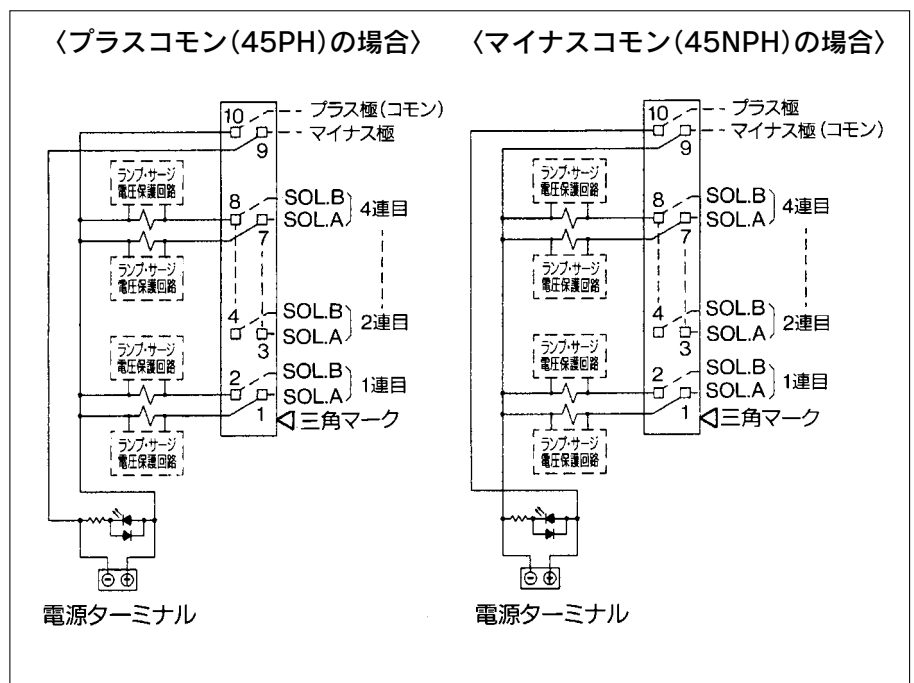 〈プラスコモン(45PH)の場合〉
10
プラス極(コモン)
マイナス極
9
ランプ・サージ
電圧保護回路
8
SOL.B
SOL.A
4連目
7
ランプ・サージ
電圧保護回路
4
SOL.B
SOL.A
2連目
3
ランプ・サージ
電圧保護回路
2
SOL.B
SOL.A
1連目
1
三角マーク
ランプ・サージ
電圧保護回路
⊖ ⊕
電源ターミナル
〈マイナスコモン(45NPH)の場合〉
10
プラス極
マイナス極(コモン)
9
ランプ・サージ
電圧保護回路
8
SOL.B
SOL.A
4連目
7
ランプ・サージ
電圧保護回路
4
SOL.B
SOL.A
2連目
3
ランプ・サージ
電圧保護回路
2
SOL.B
SOL.A
1連目
1
三角マーク
ランプ・サージ
電圧保護回路
⊖ ⊕
電源ターミナル